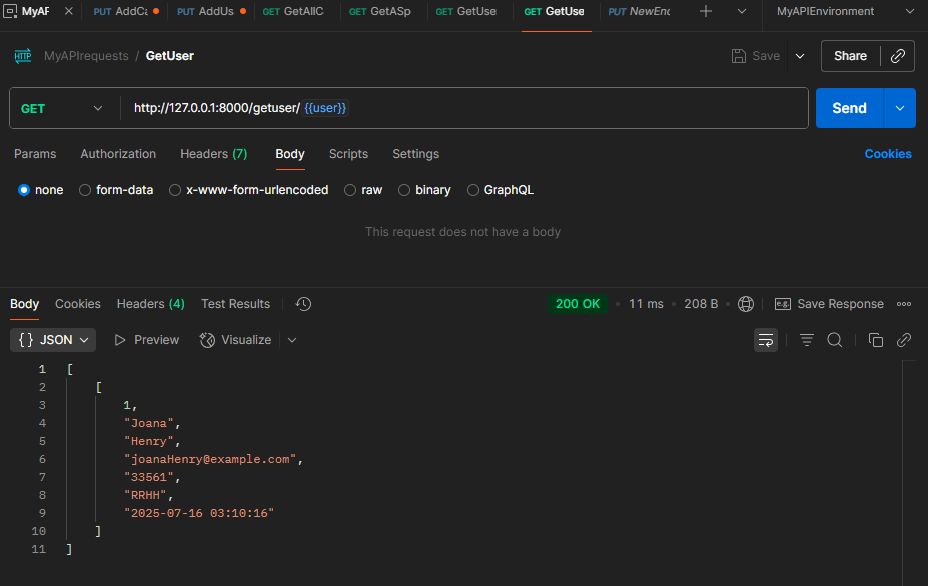 MyAP PUT AddCa PUT AddUs GET GetAllC GET GetASp GET GetUse GET GetUse PUT NewEnd MyAPIEnvironment
HTTP MyAPIrequests / GetUser Save Share
GET http://127.0.0.1:8000/getuser/ {{user}} Send
Params Authorization Headers (7) Body Scripts Settings Cookies
none form-data x-www-form-urlencoded raw binary GraphQL
This request does not have a body
Body Cookies Headers (4) Test Results 200 OK 11 ms 208 B e.g. Save Response
{} JSON Preview Visualize
1 [
2 [
3 1,
4 "Joana",
5 "Henry",
6 "joanaHenry@example.com",
7 "33561",
8 "RRHH",
9 "2025-07-16 03:10:16"
10 ]
11 ]